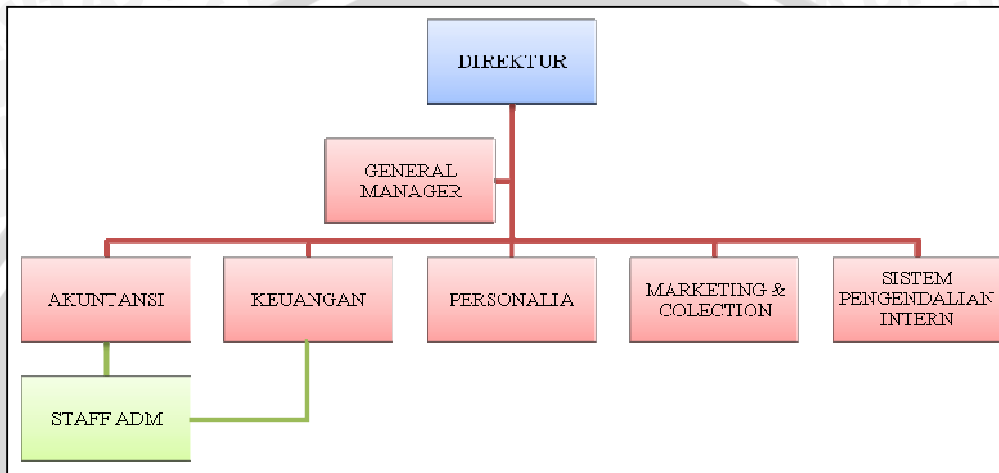 DIREKTUR
GENERAL
MANAGER
AKUNTANSI
KEUANGAN
PERSONALIA
MARKETING &
COLECTION
SISTEM
PENGENDALIAN
INTERN
STAFF ADM